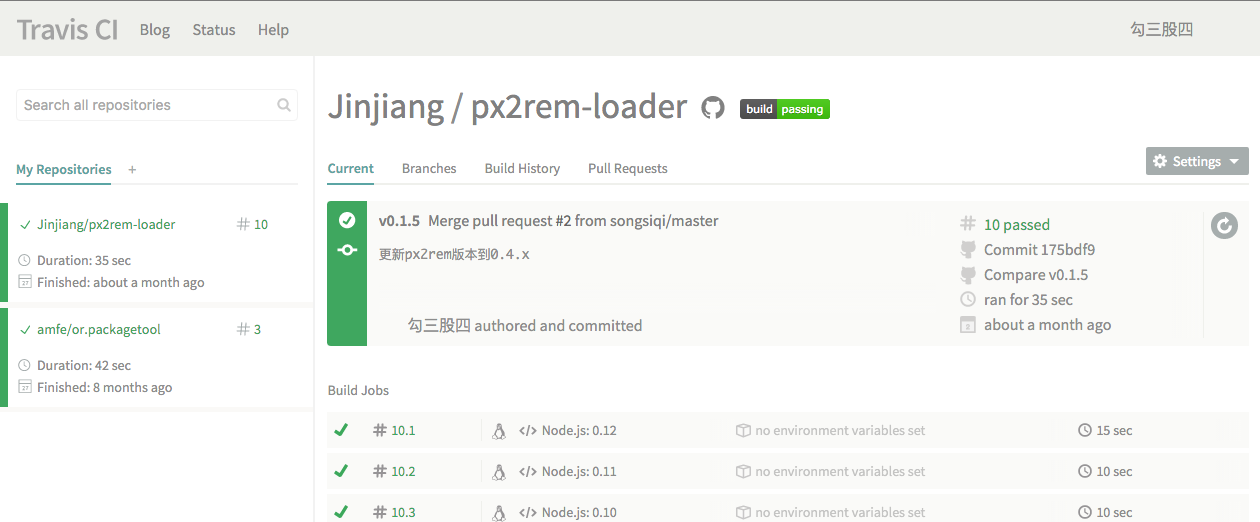 Travis CI Blog Status Help 勾三股四
Search all repositories
My Repositories +
Jinjiang/px2rem-loader # 10
Duration: 35 sec
27 Finished: about a month ago
amfe/or.packagetool # 3
Duration: 42 sec
27 Finished: 8 months ago
Jinjiang / px2rem-loader build passing
Current Branches Build History Pull Requests Settings
v0.1.5 Merge pull request #2 from songsiqi/master
更新px2rem版本到0.4.x
勾三股四 authored and committed
# 10 passed
Commit 175bdf9
Compare v0.1.5
ran for 35 sec
2 about a month ago
Build Jobs
# 10.1 </> Node.js: 0.12 no environment variables set 15 sec
# 10.2 </> Node.js: 0.11 no environment variables set 10 sec
# 10.3 </> Node.js: 0.10 no environment variables set 10 sec